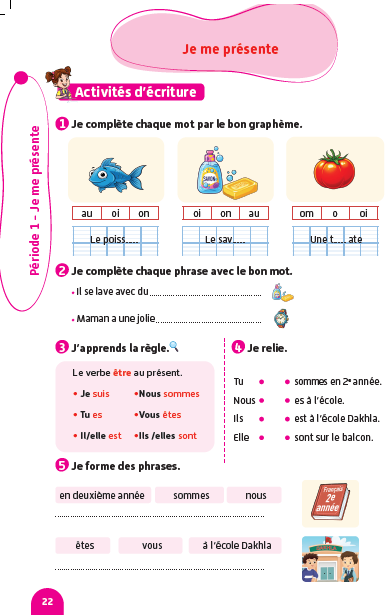 Je me présente
Période 1 - Je me présente
Activités d'écriture
1 Je complète chaque mot par le bon graphème.
SAVON
au oi on
oi on au
om o oi
Le poiss....
Le sav....
Une t.... ate
2 Je complète chaque phrase avec le bon mot.
• Il se lave avec du
• Maman a une jolie
3 J'apprends la règle.
Le verbe être au présent.
• Je suis •Nous sommes
• Tu es •Vous êtes
• Il/elle est •Ils /elles sont
4 Je relie.
Tu • • sommes en 2e année.
Nous • • es à l'école.
Ils • • est à l'école Dakhla.
Elle • • sont sur le balcon.
5 Je forme des phrases.
en deuxième année sommes nous
Français
2e
année
êtes vous à l'école Dakhla
22